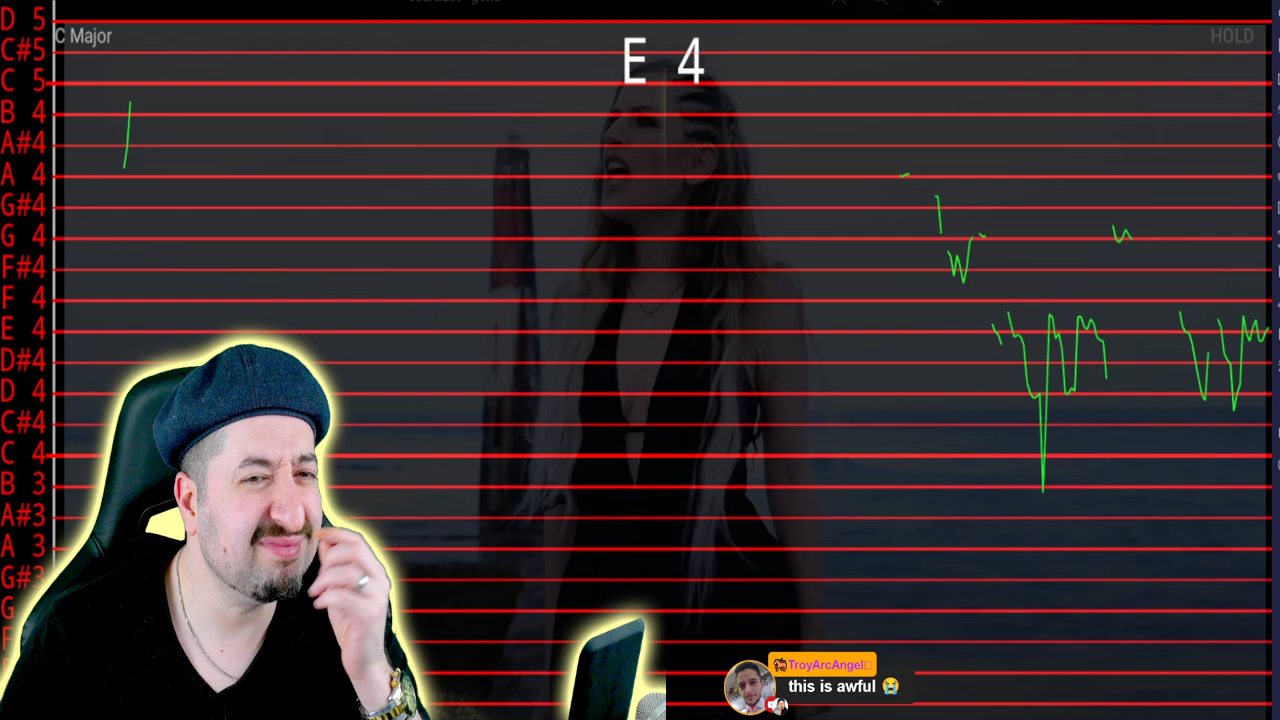 D 5
C Major
HOLD
C#5
E 4
C 5
B 4
A#4
A 4
G#4
G 4
F#4
F 4
E 4
D#4
D 4
C#4
C 4
B 3
A#3
A 3
G#3
G
F
TroyArcAngel
this is awful 😭